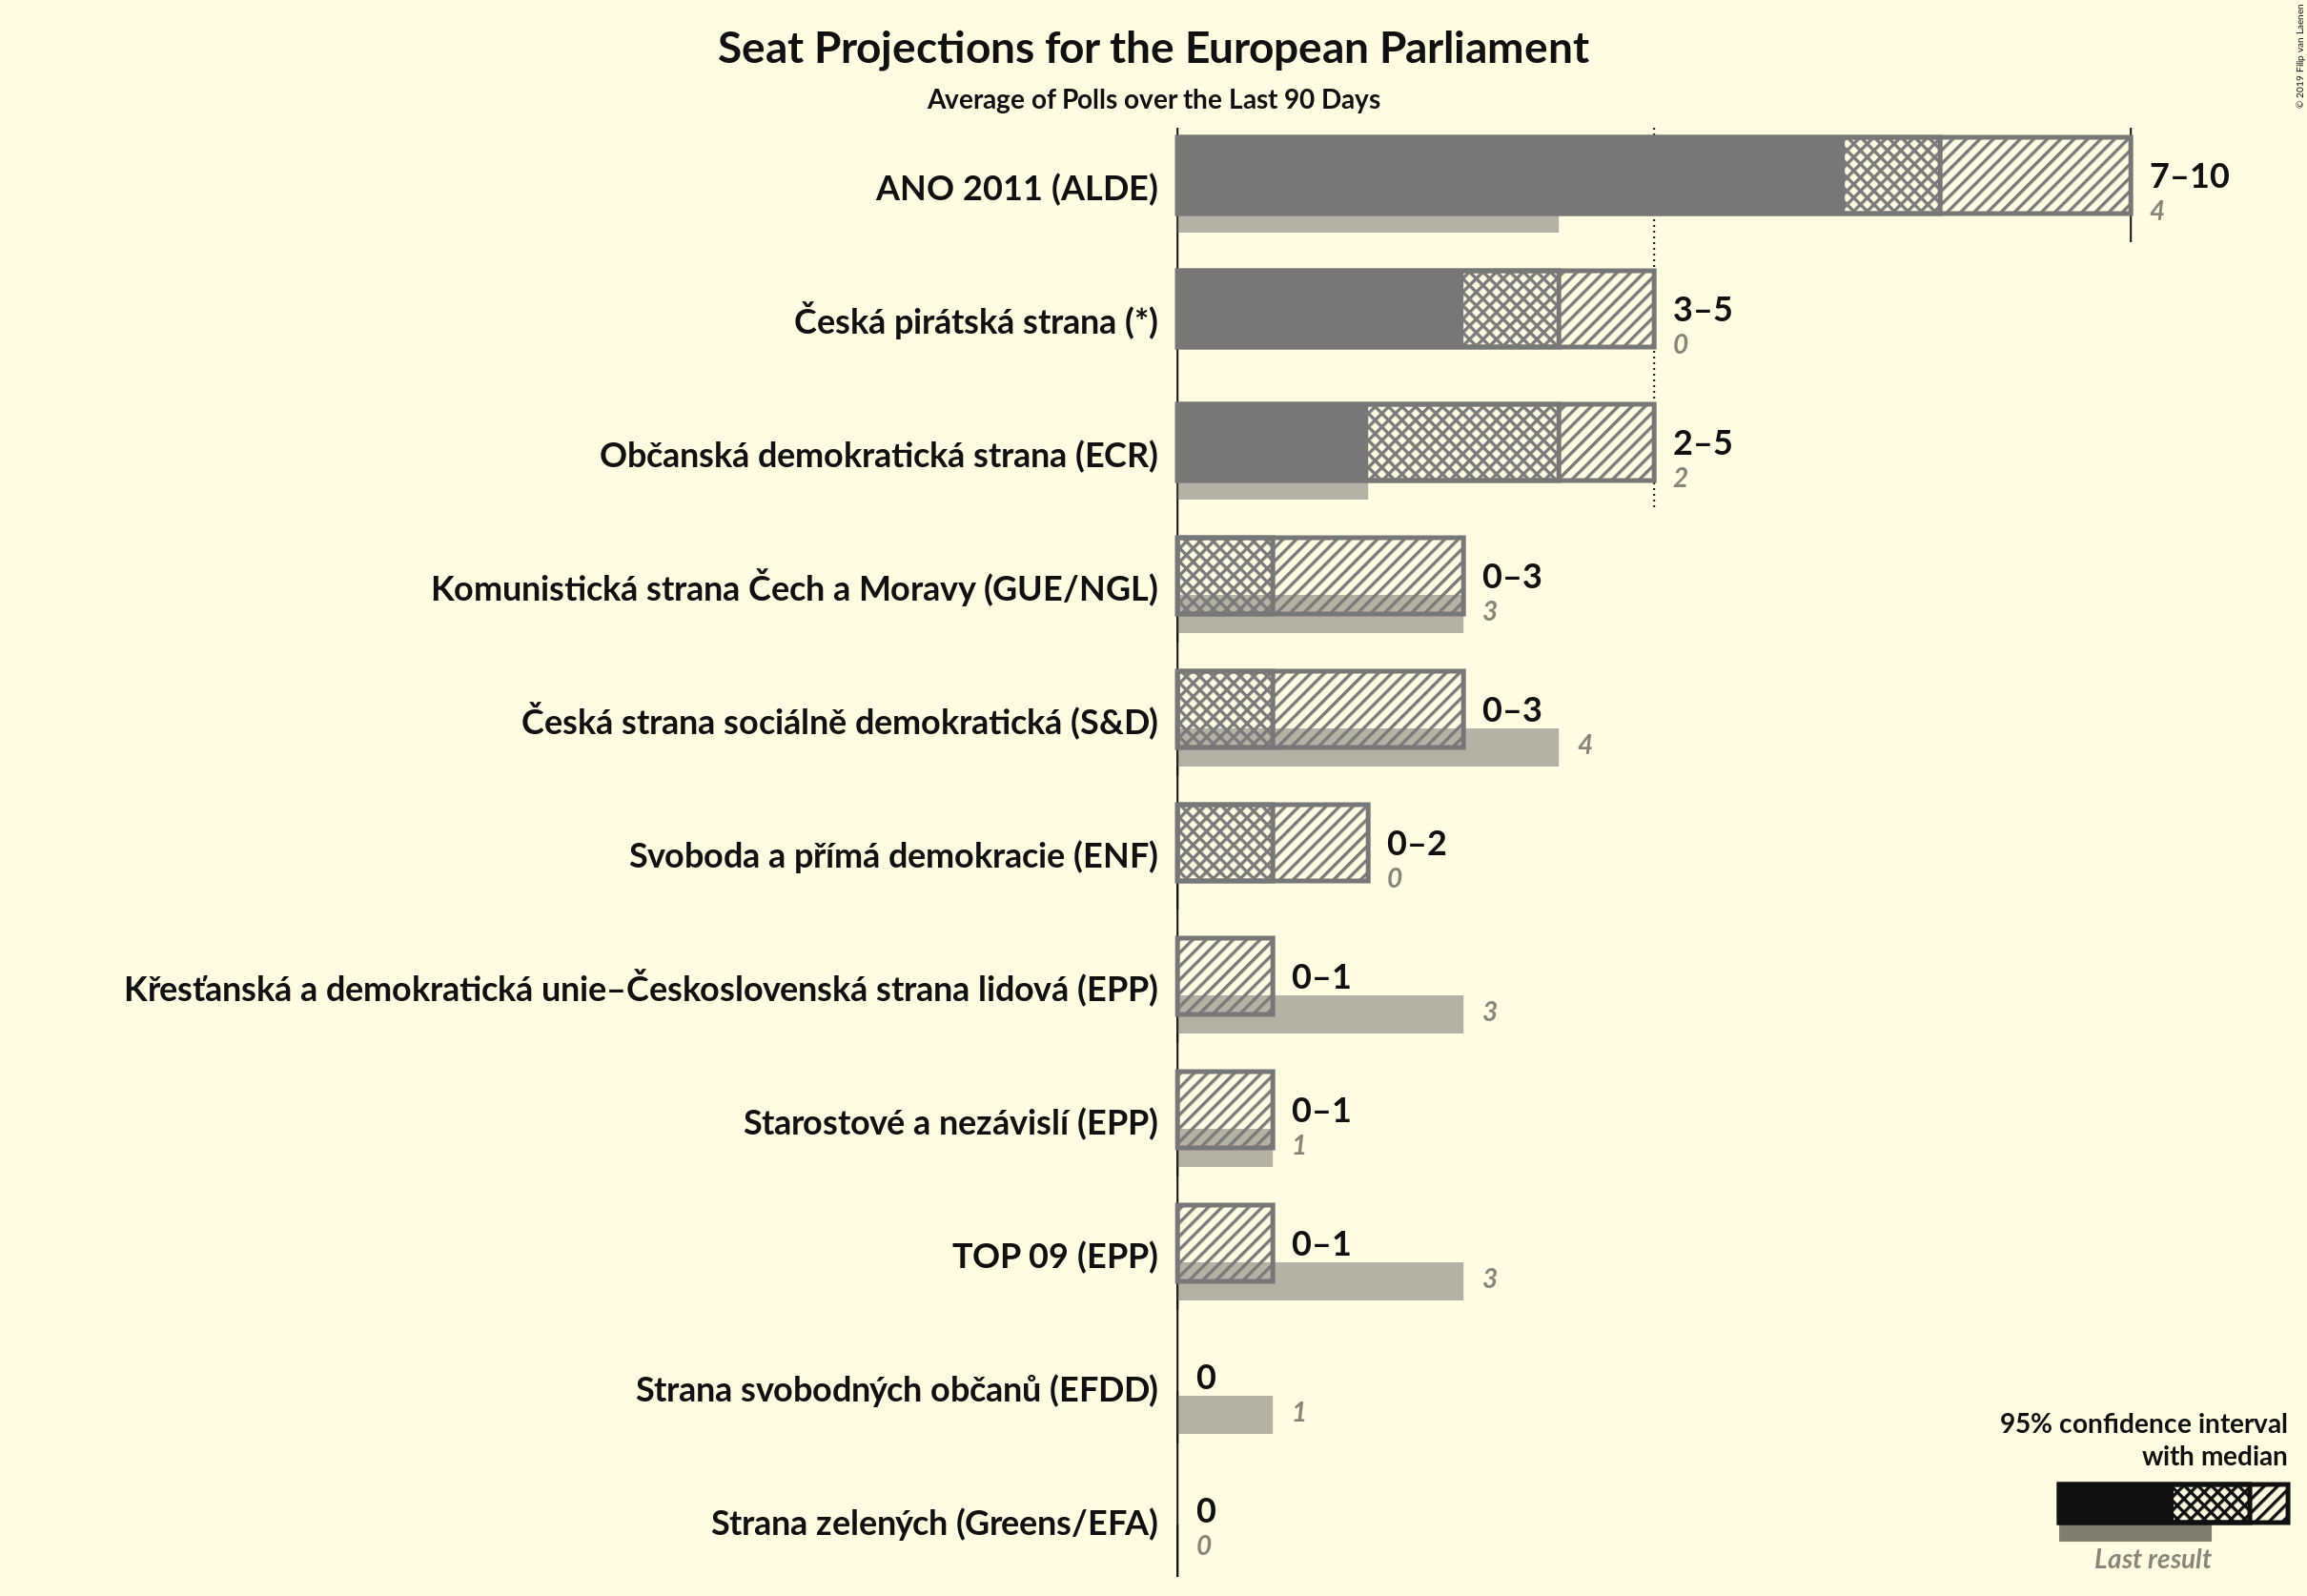 Seat Projections for the European Parliament
Average of Polls over the Last 90 Days
© 2019 Filip van Laenen
ANO 2011 (ALDE)
7–10
4
Česká pirátská strana (*)
3–5
0
Občanská demokratická strana (ECR)
2–5
2
Komunistická strana Čech a Moravy (GUE/NGL)
0–3
3
Česká strana sociálně demokratická (S&D)
0–3
4
Svoboda a přímá demokracie (ENF)
0–2
0
Křesťanská a demokratická unie–Československá strana lidová (EPP)
0–1
3
Starostové a nezávislí (EPP)
0–1
1
TOP 09 (EPP)
0–1
3
Strana svobodných občanů (EFDD)
0
1
Strana zelených (Greens/EFA)
0
0
95% confidence interval
with median
Last result